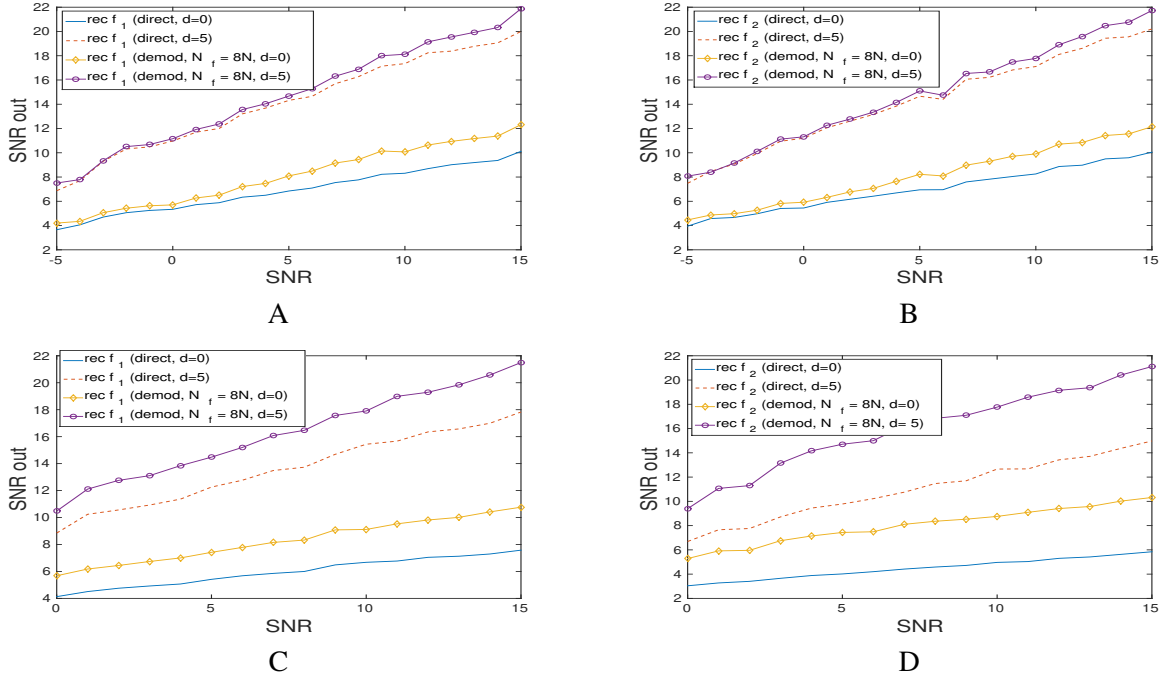 22
20
18
16
14
12
10
8
6
4
2
SNR out
rec f 1 (direct, d=0)
rec f 1 (direct, d=5)
rec f 1 (demod, N f = 8N, d=0)
rec f 1 (demod, N f = 8N, d=5)
-5 0 5 10 15
SNR
A
22
20
18
16
14
12
10
8
6
4
2
SNR out
rec f 2 (direct, d=0)
rec f 2 (direct, d=5)
rec f 2 (demod, N f = 8N, d=0)
rec f 2 (demod, N f = 8N, d=5)
-5 0 5 10 15
SNR
B
22
20
18
16
14
12
10
8
6
4
SNR out
rec f 1 (direct, d=0)
rec f 1 (direct, d=5)
rec f 1 (demod, N f = 8N, d=0)
rec f 1 (demod, N f = 8N, d=5)
0 5 10 15
SNR
C
22
20
18
16
14
12
10
8
6
4
2
SNR out
rec f 2 (direct, d=0)
rec f 2 (direct, d=5)
rec f 2 (demod, N f = 8N, d=0)
rec f 2 (demod, N f = 8N, d= 5)
0 5 10 15
SNR
D